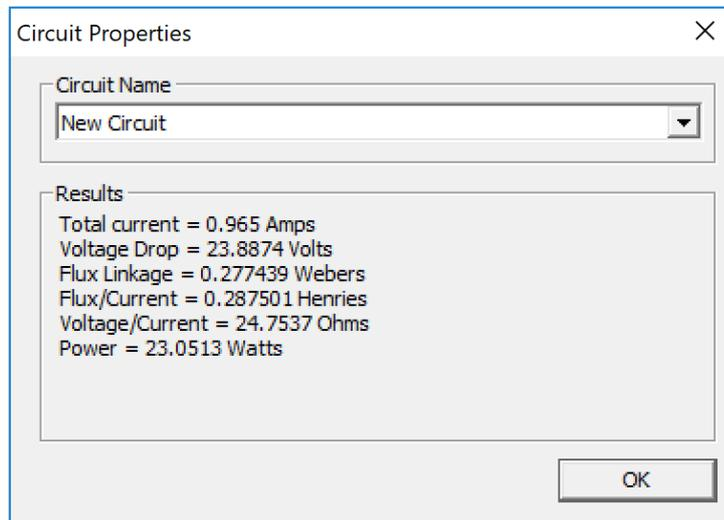 Circuit Properties
Circuit Name
New Circuit
Results
Total current = 0.965 Amps
Voltage Drop = 23.8874 Volts
Flux Linkage = 0.277439 Webers
Flux/Current = 0.287501 Henries
Voltage/Current = 24.7537 Ohms
Power = 23.0513 Watts
OK